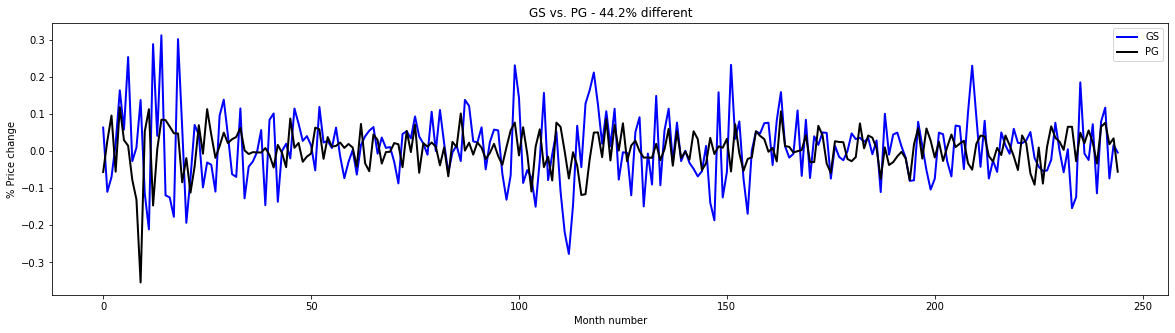 GS vs. PG - 44.2% different
GS
PG
% Price change
0.3
0.2
0.1
0.0
−0.1
−0.2
−0.3
0
50
100
150
200
250
Month number